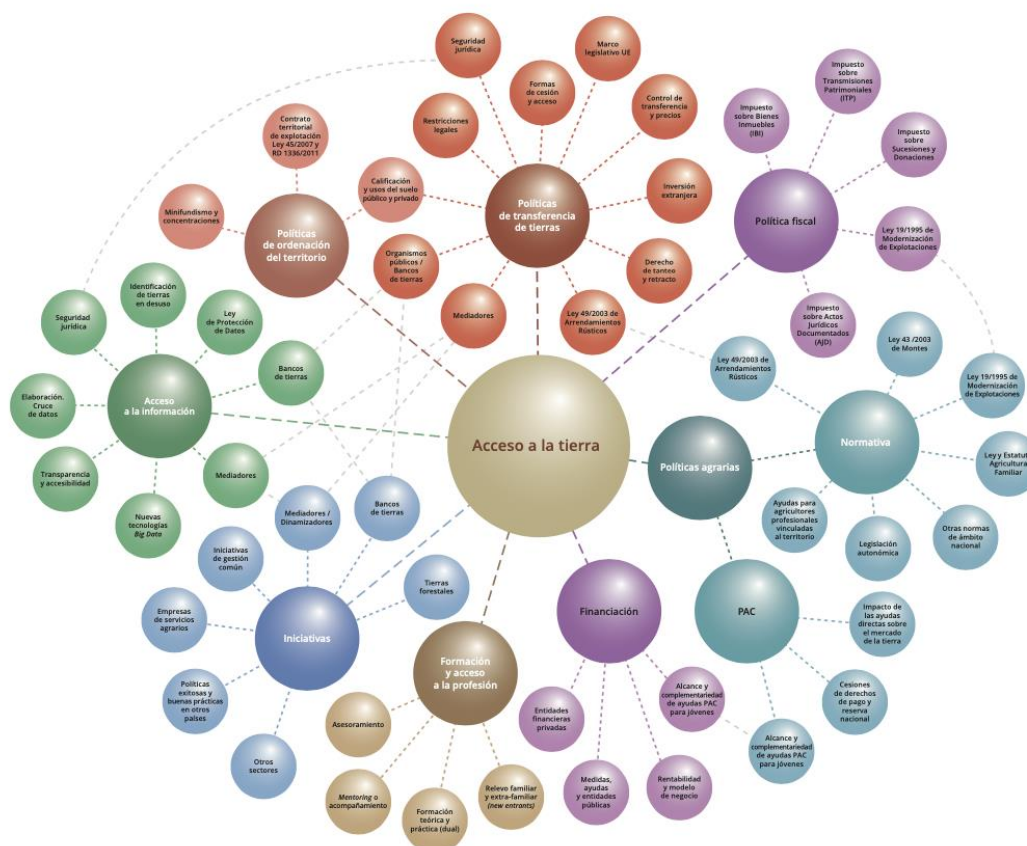 Seguridad
jurídica
Marco
legislativo UE
Formas
de cesión
y acceso
Control de
transferencia
y precios
Restricciones
legales
Inversión
extranjera
Calificación
y usos del suelo
público y privado
Políticas
de transferencia
de tierras
Organismos
públicos /
Bancos
de tierras
Derecho
de tanteo
y retracto
Mediadores
Ley 49/2003 de
Arrendamientos
Rústicos
Contrato
territorial
de explotación
Ley 45/2007 y
RD 1336/2011
Minifundismo y
concentraciones
Políticas
de ordenación
del territorio
Impuesto
sobre
Transmisiones
Patrimoniales
(ITP)
Impuesto
sobre Bienes
Inmuebles
(IBI)
Impuesto
sobre
Sucesiones y
Donaciones
Política fiscal
Ley 19/1995 de
Modernización
de Explotaciones
Impuesto
sobre Actos
Jurídicos
Documentados
(AJD)
Identificación
de tierras
en desuso
Seguridad
jurídica
Ley
de Protección
de Datos
Bancos
de tierras
Elaboración.
Cruce
de datos
Acceso
a la información
Transparencia
y accesibilidad
Mediadores
Nuevas
tecnologías
Big Data
Acceso a la tierra
Políticas agrarias
Ley 49/2003 de
Arrendamientos
Rústicos
Ley 43 /2003
de Montes
Ley 19/1995 de
Modernización
de Explotaciones
Normativa
Ley y Estatut
Agricultura
Familiar
Ayudas para
agricultores
profesionales
vinculadas
al territorio
Legislación
autonómica
Otras normas
de ámbito
nacional
Mediadores /
Dinamizadores
Bancos
de tierras
Iniciativas
de gestión
común
Tierras
forestales
Empresas
de servicios
agrarios
Iniciativas
Políticas
exitosas y
buenas prácticas
en otros
países
Otros
sectores
Formación
y acceso
a la profesión
Asesoramiento
Mentoring o
acompañamiento
Formación
teórica y
práctica (dual)
Relevo familiar
y extra-familiar
(new entrants)
Financiación
Entidades
financieras
privadas
Medidas,
ayudas
y entidades
públicas
Rentabilidad
y modelo
de negocio
Alcance y
complementariedad
de ayudas PAC
para jóvenes
PAC
Impacto de
las ayudas
directas sobre
el mercado
de la tierra
Cesiones
de derechos
de pago y
reserva
nacional
Alcance y
complementariedad
de ayudas PAC
para jóvenes